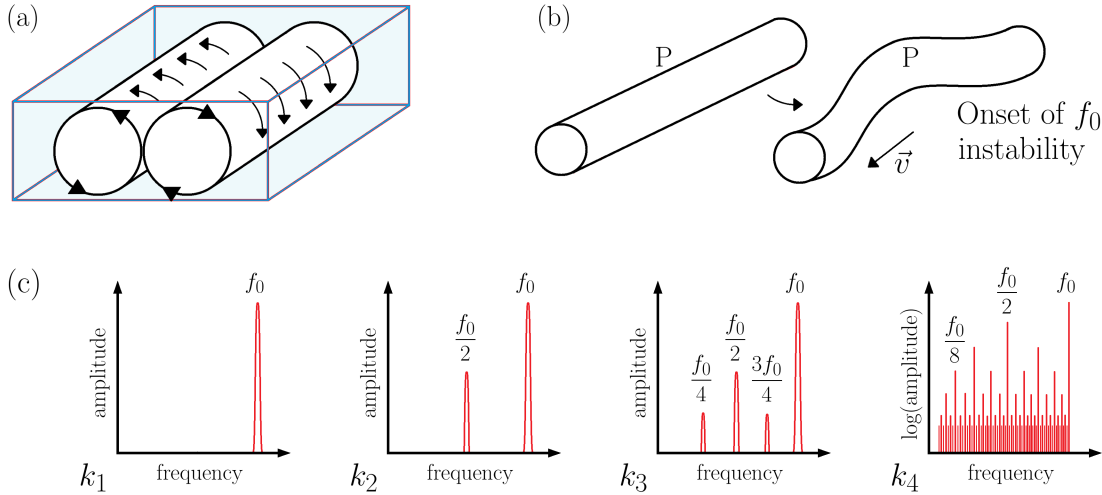 (a)
(b)
P
P
Onset of f₀
instability
v⃗
(c)
f₀
amplitude
frequency
k₁
f₀
f₀/2
amplitude
frequency
k₂
f₀
f₀/2
f₀/4
3f₀/4
amplitude
frequency
k₃
f₀
f₀/2
f₀/8
log(amplitude)
frequency
k₄